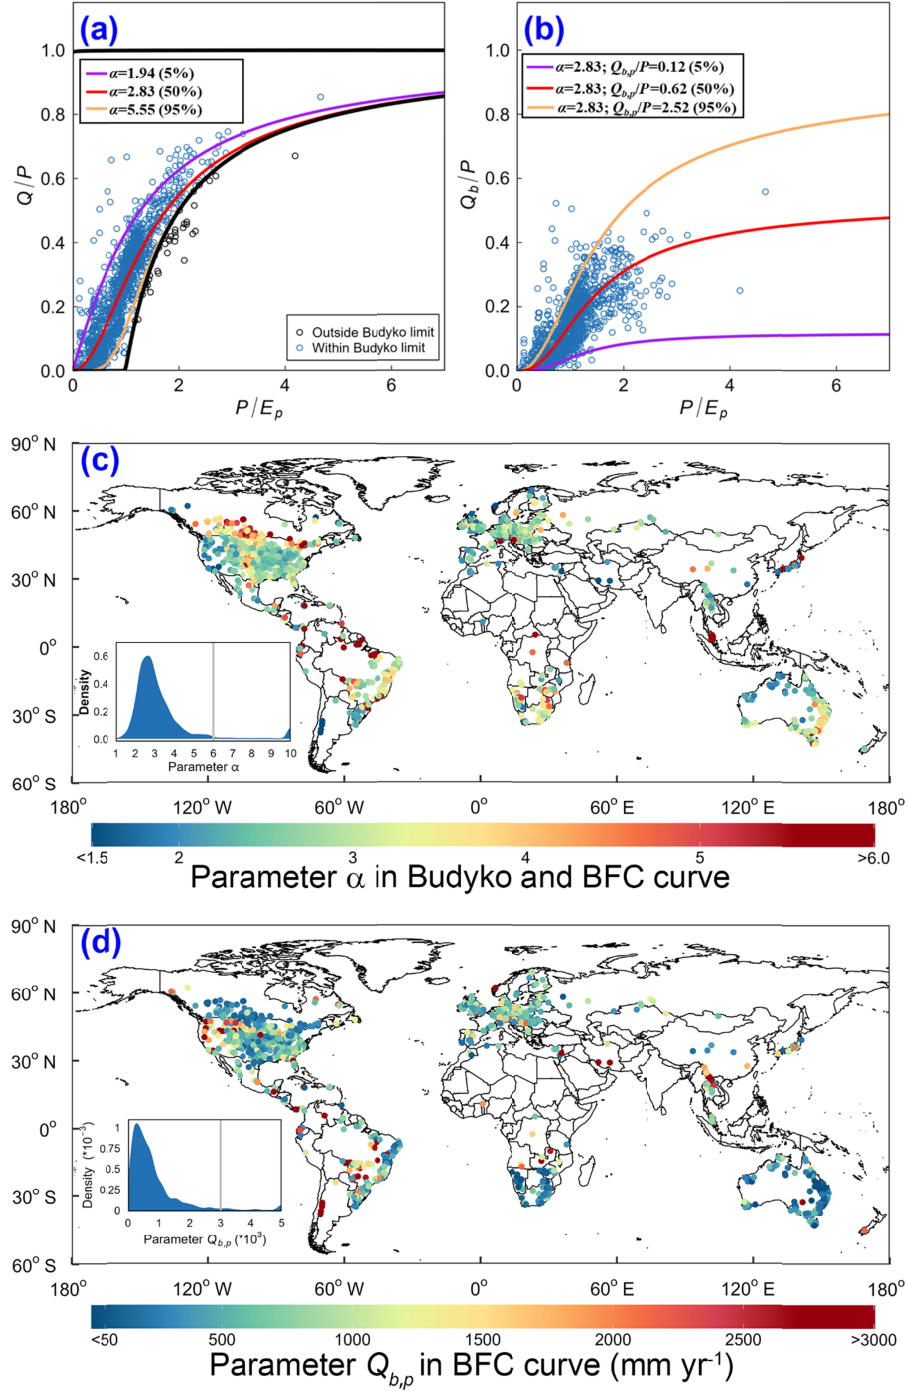 (a)
1.0
0.8
0.6
0.4
0.2
0.0
Q/P
α=1.94 (5%)
α=2.83 (50%)
α=5.55 (95%)
Outside Budyko limit
Within Budyko limit
0 2 4 6
P/Ep
(b)
1.0
0.8
0.6
0.4
0.2
0.0
Qb/P
α=2.83; Qb,p/P=0.12 (5%)
α=2.83; Qb,p/P=0.62 (50%)
α=2.83; Qb,p/P=2.52 (95%)
0 2 4 6
P/Ep
(c)
90° N
60° N
30° N
0°
30° S
60° S
180° 120° W 60° W 0° 60° E 120° E 180°
Density
0.6
0.4
0.2
0.0
1 2 3 4 5 6 7 8 9 10
Parameter α
<1.5 2 3 4 5 >6.0
Parameter α in Budyko and BFC curve
(d)
90° N
60° N
30° N
0°
30° S
60° S
180° 120° W 60° W 0° 60° E 120° E 180°
Density (*10⁻³)
1
0.75
0.5
0.25
0
0 1 2 3 4 5
Parameter Qb,p (*10³)
<50 500 1000 1500 2000 2500 >3000
Parameter Qb,p in BFC curve (mm yr⁻¹)